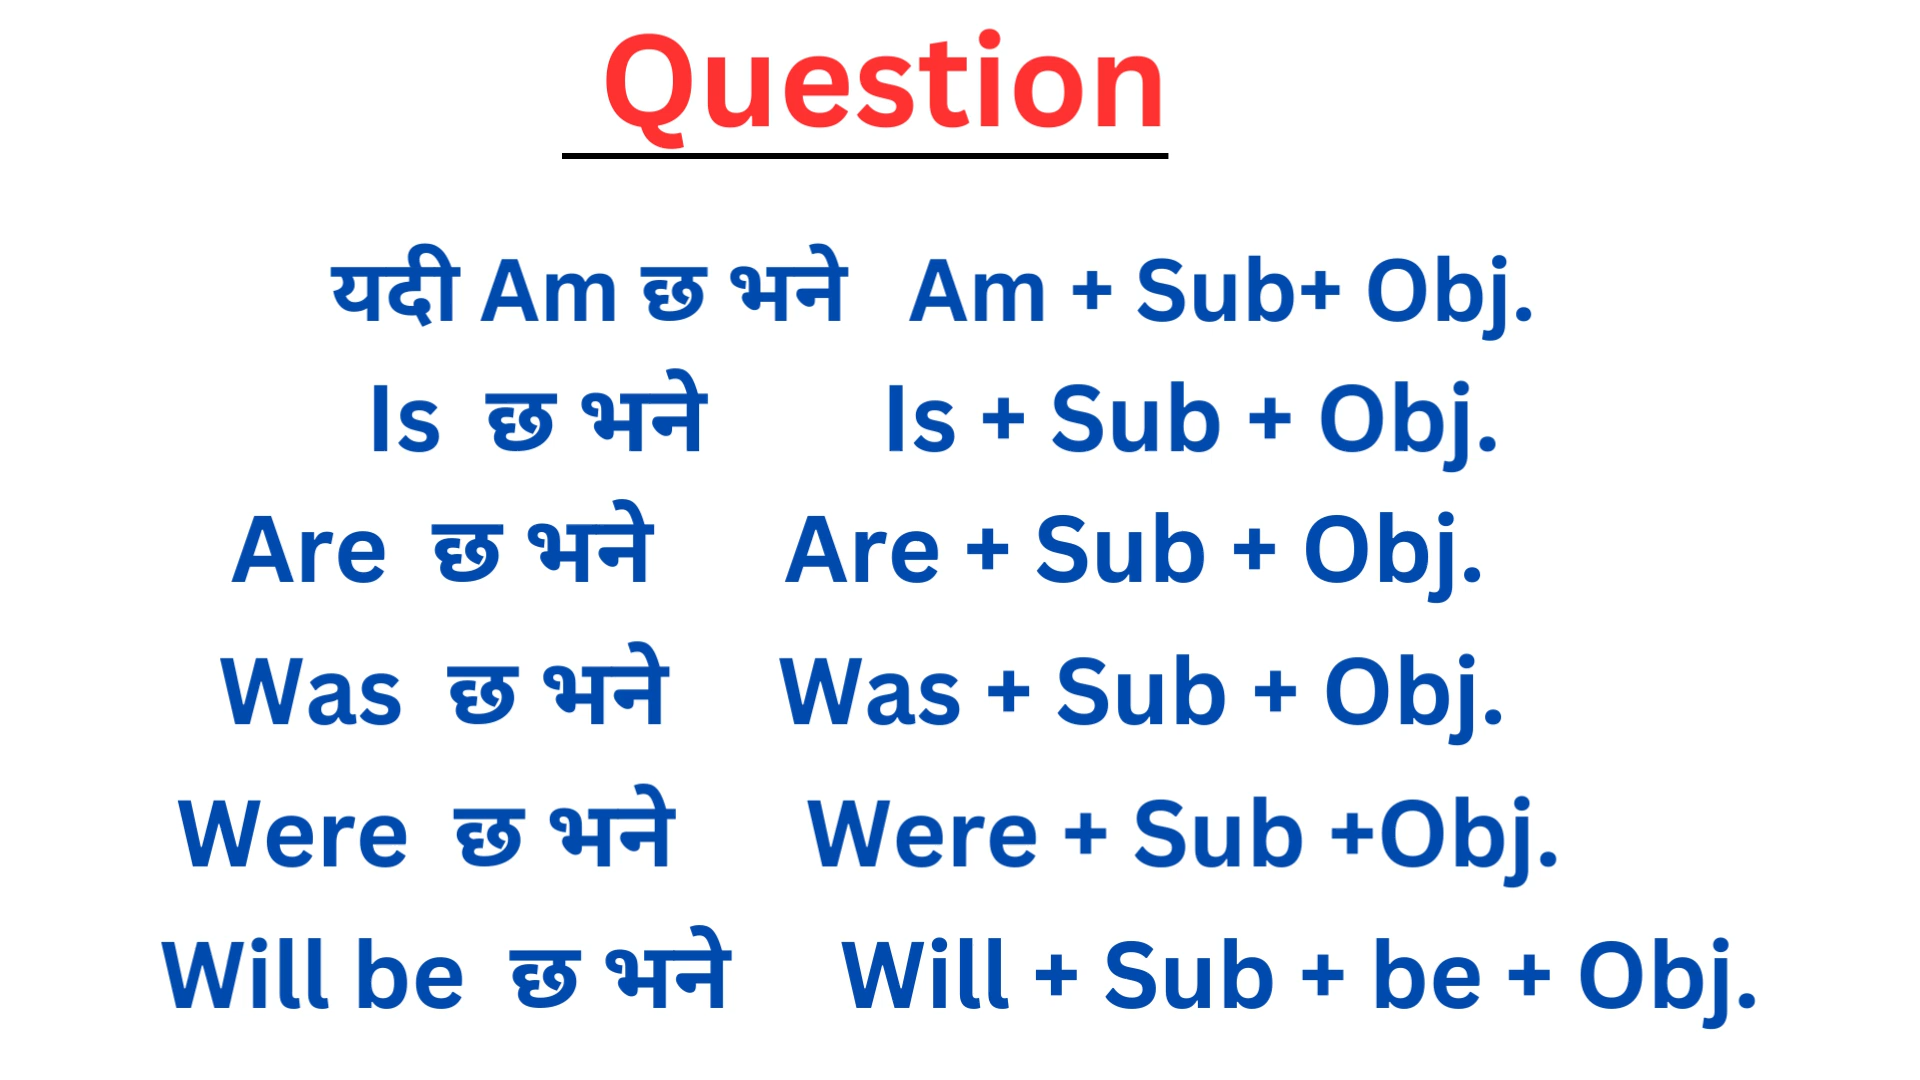 Question
यदी Am छ भने Am + Sub+ Obj.
Is छ भने Is + Sub + Obj.
Are छ भने Are + Sub + Obj.
Was छ भने Was + Sub + Obj.
Were छ भने Were + Sub +Obj.
Will be छ भने Will + Sub + be + Obj.